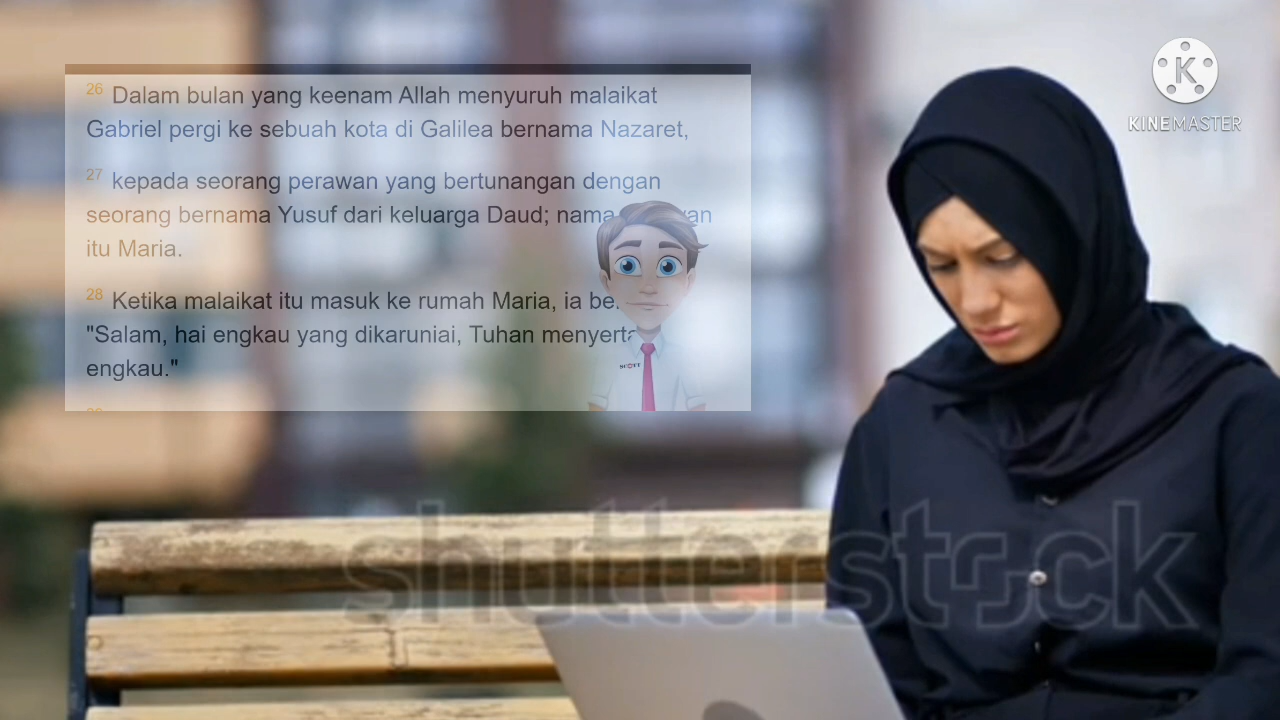 26 Dalam bulan yang keenam Allah menyuruh malaikat
Gabriel pergi ke sebuah kota di Galilea bernama Nazaret,
27 kepada seorang perawan yang bertunangan dengan
seorang bernama Yusuf dari keluarga Daud; nama
itu Maria.
28 Ketika malaikat itu masuk ke rumah Maria, ia
"Salam, hai engkau yang dikaruniai, Tuhan
engkau."
SCOTT
KINEMASTER
shutterstock